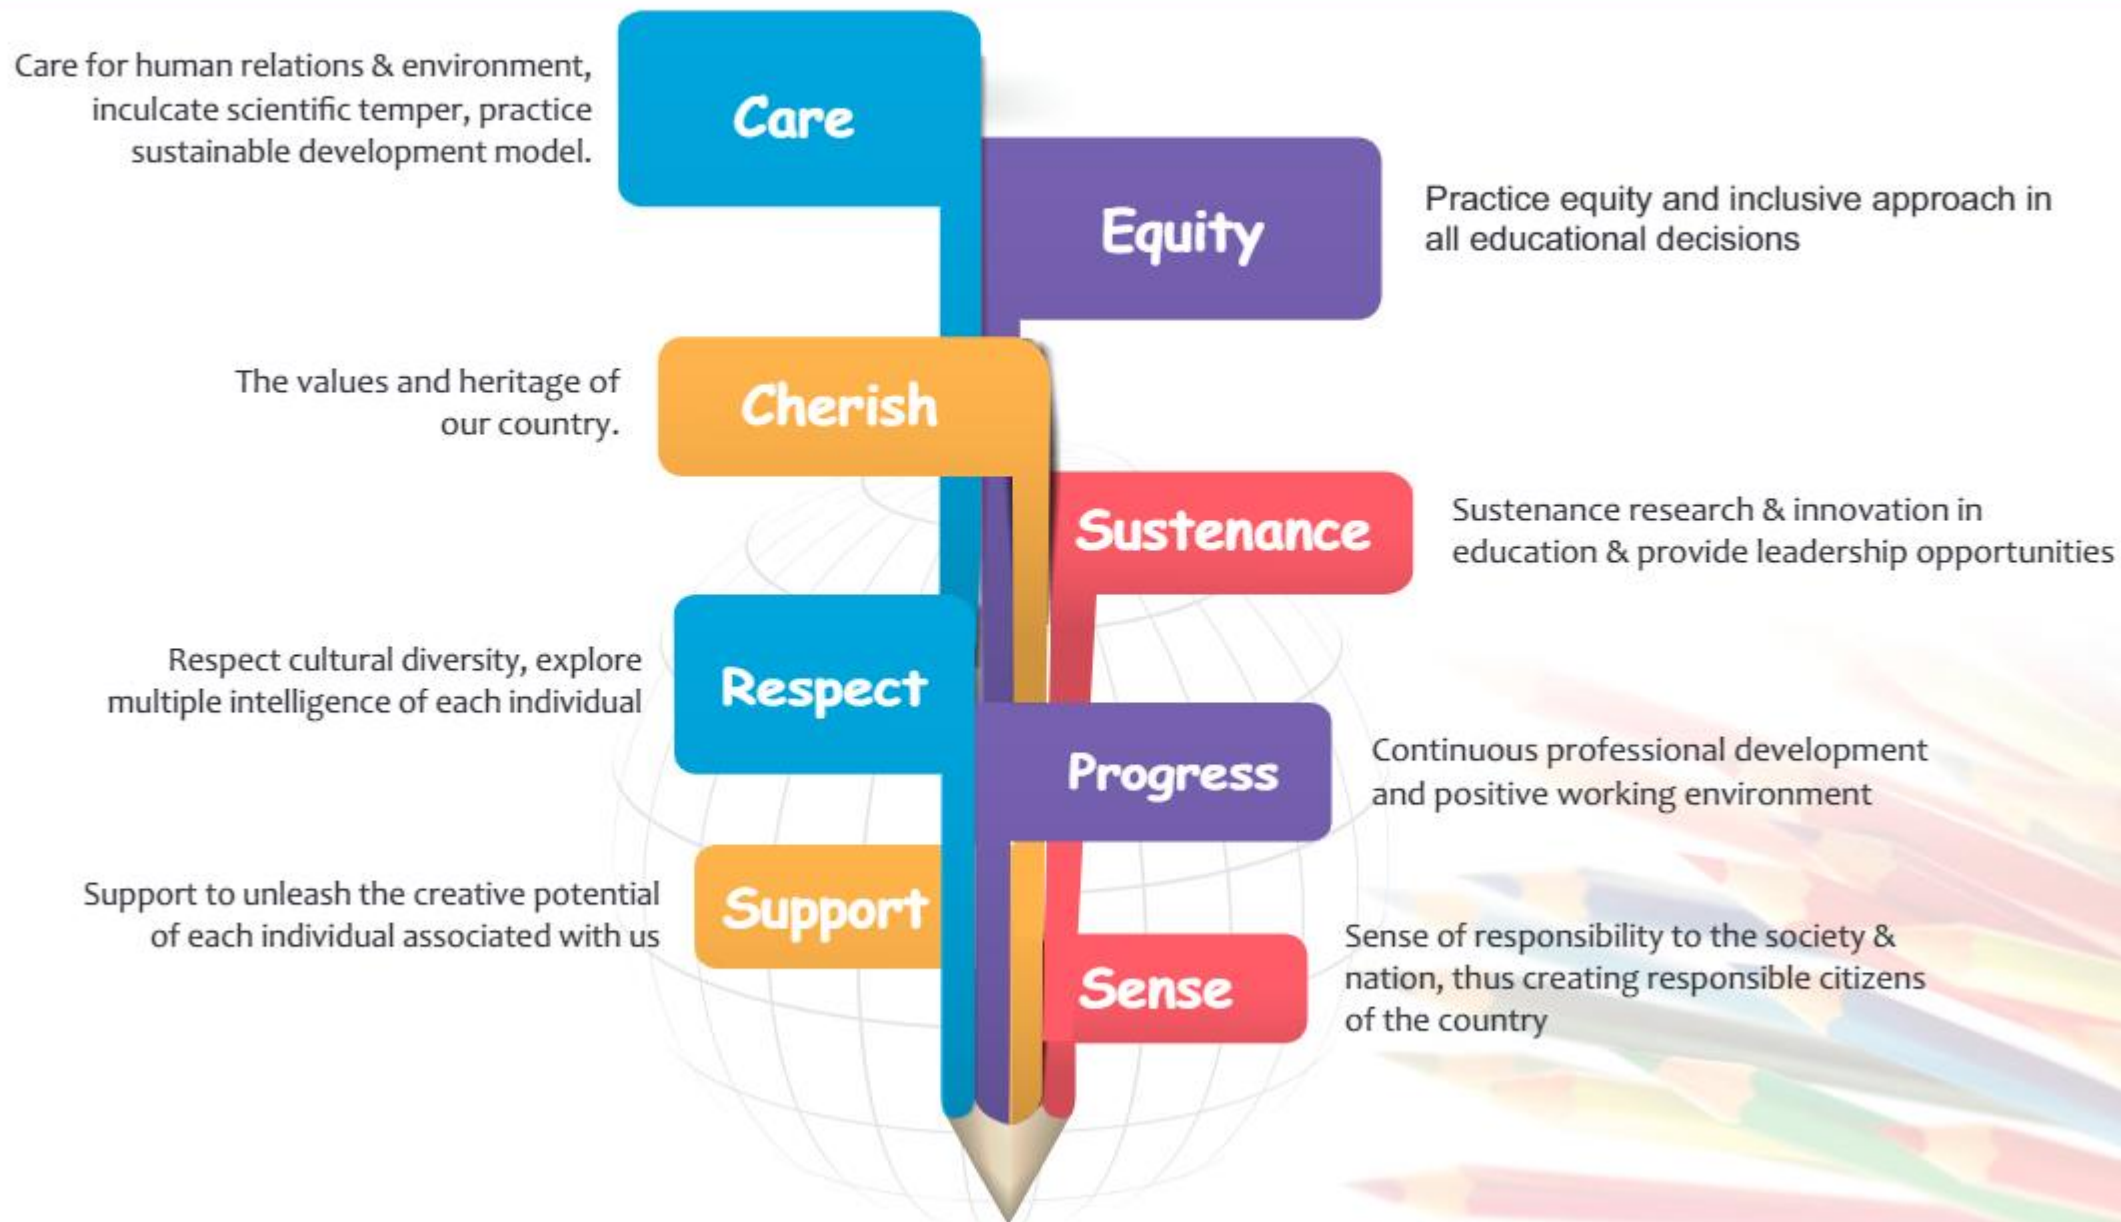 Care for human relations & environment,
inculcate scientific temper, practice
sustainable development model.
Care
Equity
Practice equity and inclusive approach in
all educational decisions
The values and heritage of
our country.
Cherish
Sustenance
Sustenance research & innovation in
education & provide leadership opportunities
Respect cultural diversity, explore
multiple intelligence of each individual
Respect
Progress
Continuous professional development
and positive working environment
Support to unleash the creative potential
of each individual associated with us
Support
Sense
Sense of responsibility to the society &
nation, thus creating responsible citizens
of the country